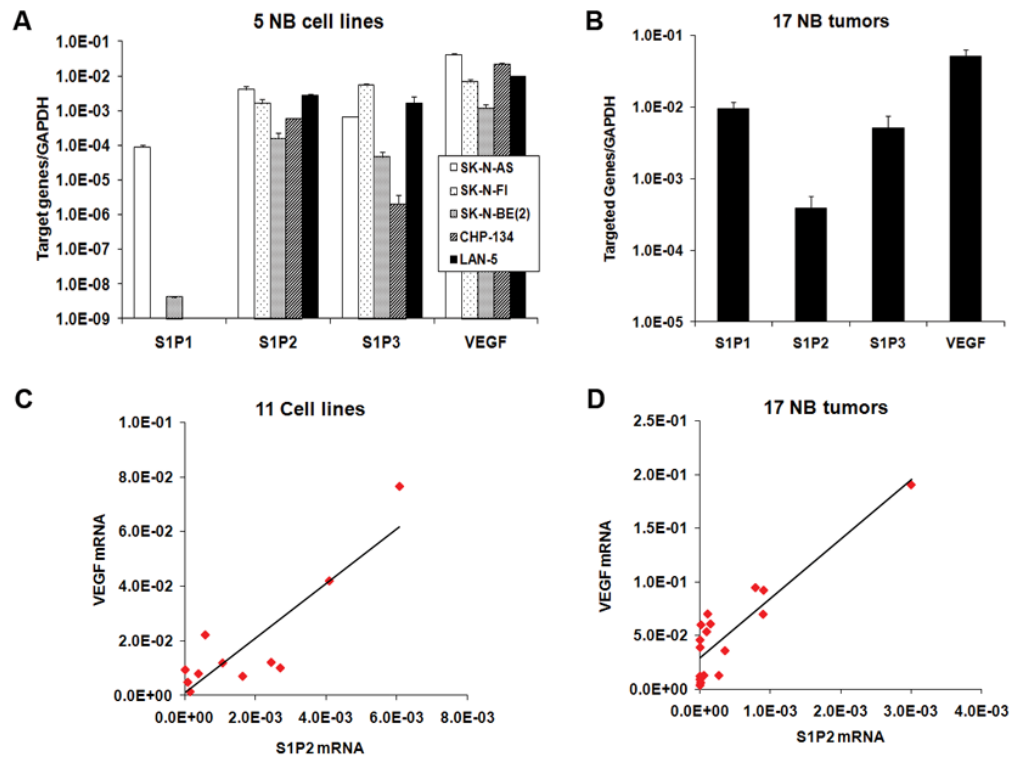 A
5 NB cell lines
Target genes/GAPDH
1.0E-01
1.0E-02
1.0E-03
1.0E-04
1.0E-05
1.0E-06
1.0E-07
1.0E-08
1.0E-09
S1P1
S1P2
S1P3
VEGF
SK-N-AS
SK-N-FI
SK-N-BE(2)
CHP-134
LAN-5
B
17 NB tumors
Targeted Genes/GAPDH
1.0E-01
1.0E-02
1.0E-03
1.0E-04
1.0E-05
S1P1
S1P2
S1P3
VEGF
C
11 Cell lines
VEGF mRNA
1.0E-01
8.0E-02
6.0E-02
4.0E-02
2.0E-02
0.0E+00
0.0E+00
2.0E-03
4.0E-03
6.0E-03
8.0E-03
S1P2 mRNA
D
17 NB tumors
VEGF mRNA
2.5E-01
2.0E-01
1.5E-01
1.0E-01
5.0E-02
0.0E+00
0.0E+00
1.0E-03
2.0E-03
3.0E-03
4.0E-03
S1P2 mRNA